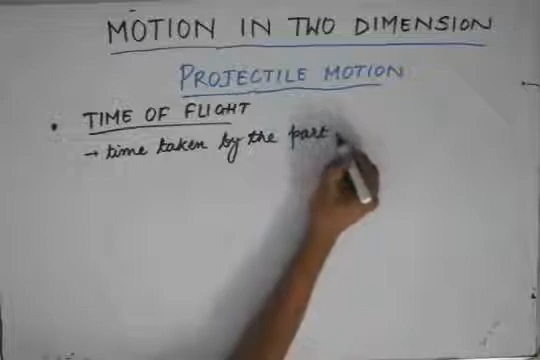 MOTION IN TWO DIMENSION
PROJECTILE MOTION
• TIME OF FLIGHT
→ time taken by the part